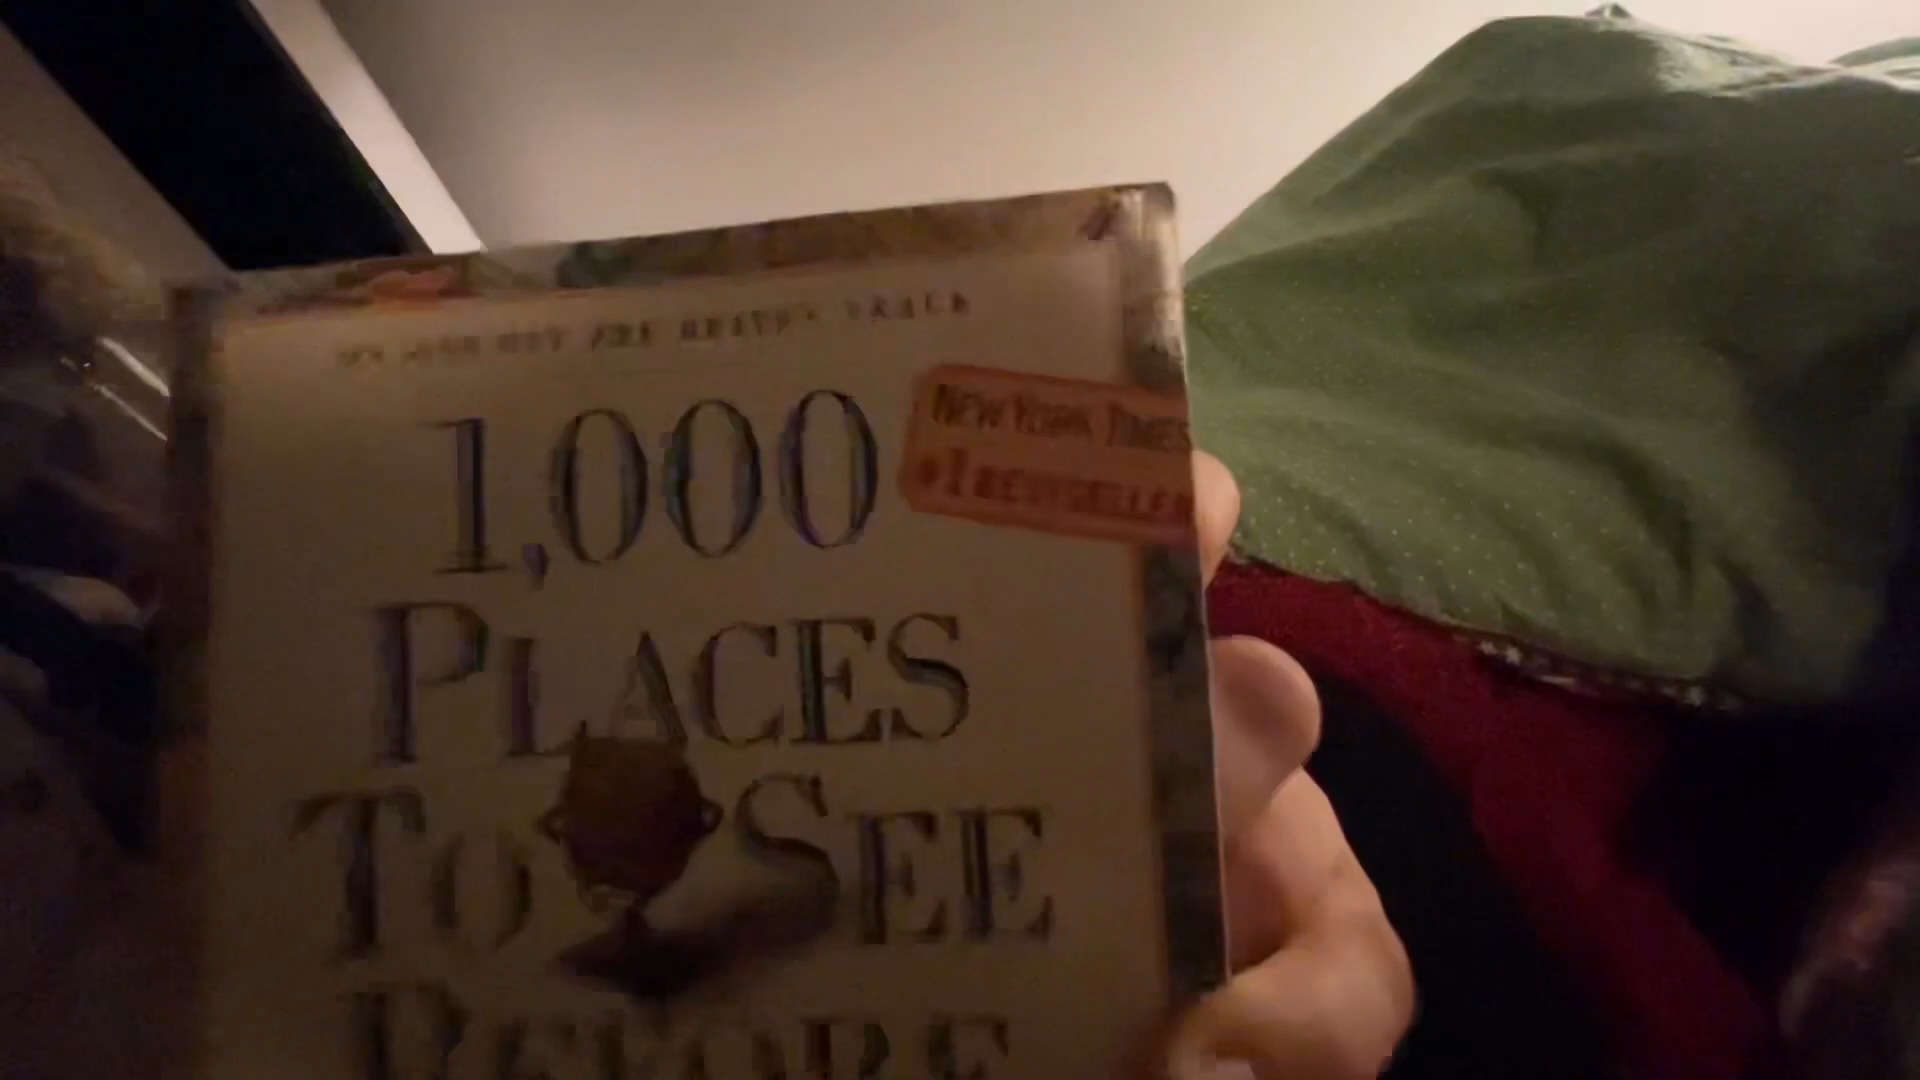 1,000
NEW YORK TIMES
#1 BESTSELLER
PLACES
TO SEE
BEFORE